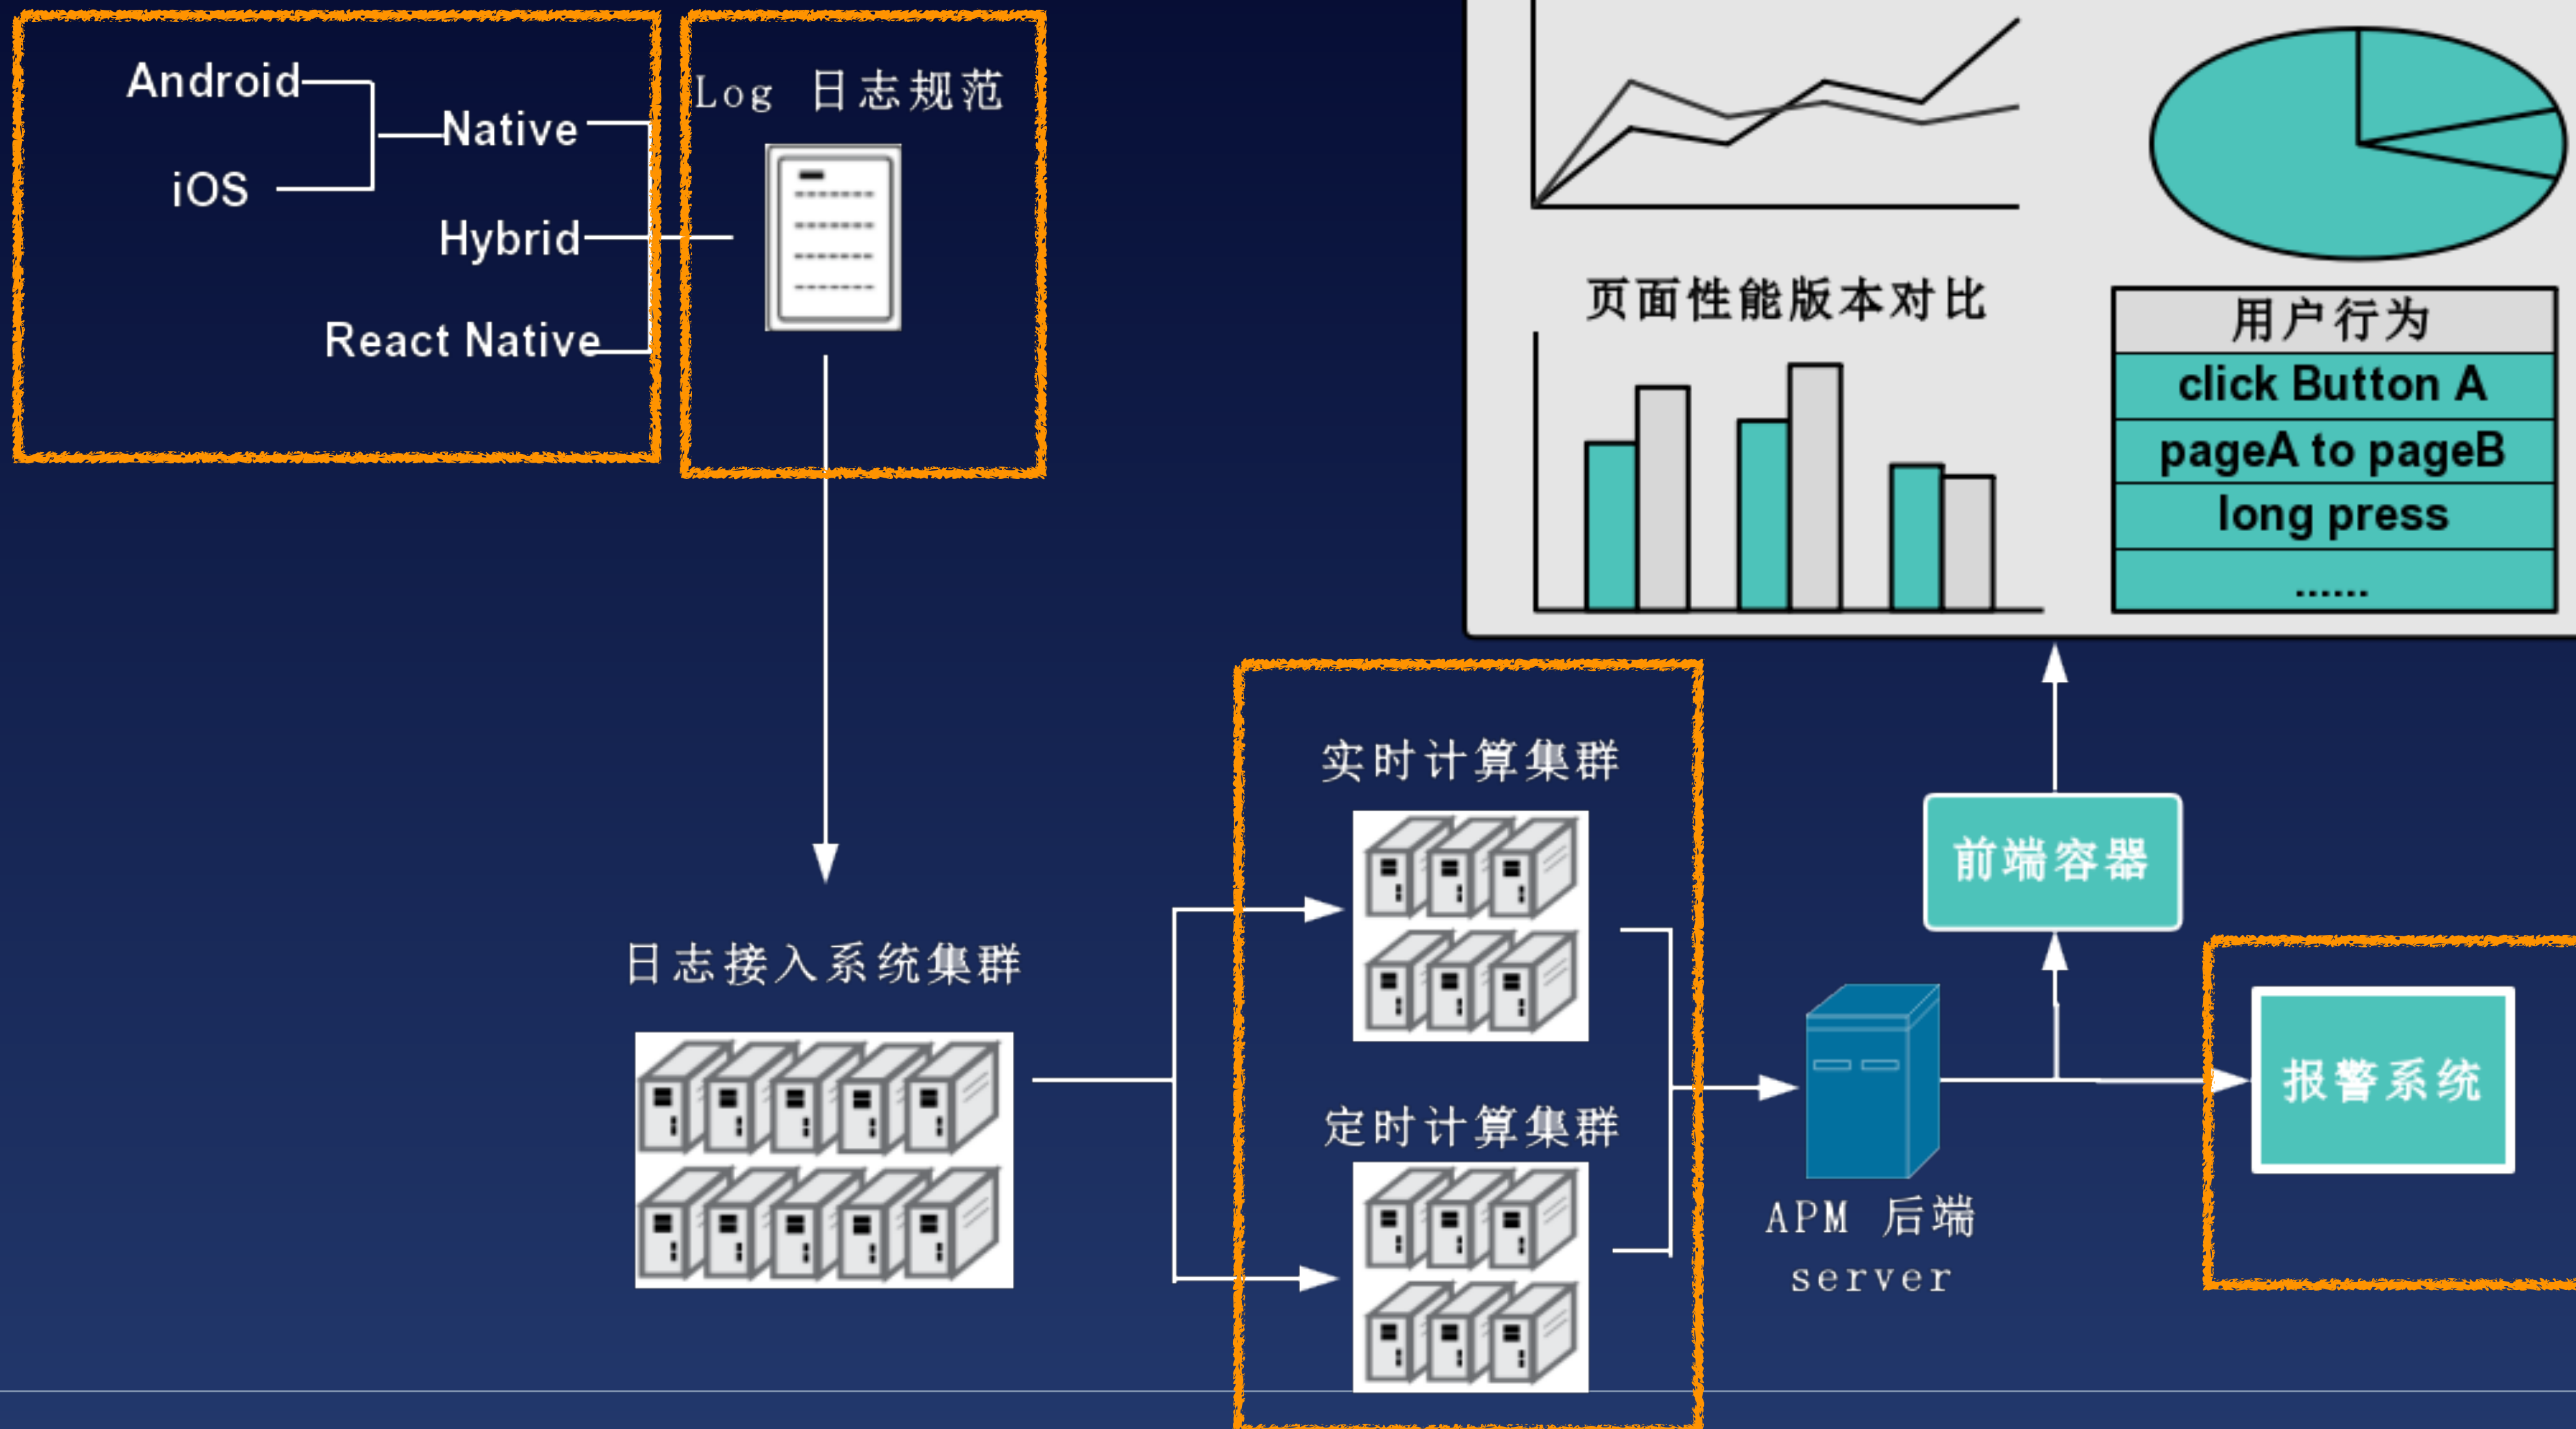 Android
iOS
Native
Hybrid
React Native
Log 日志规范
页面性能版本对比
用户行为
click Button A
pageA to pageB
long press
......
日志接入系统集群
实时计算集群
定时计算集群
APM 后端
server
前端容器
报警系统